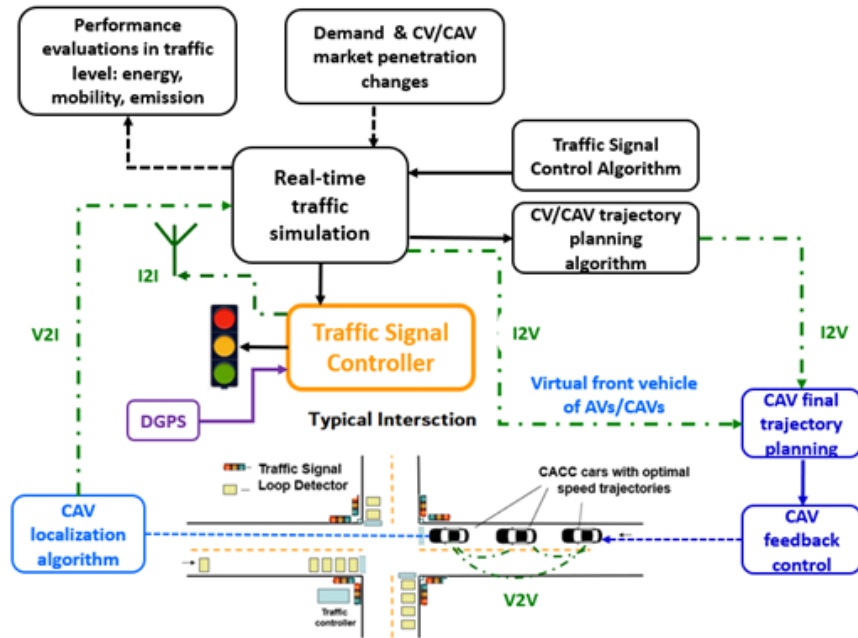 Performance
evaluations in traffic
level: energy,
mobility, emission
Demand & CV/CAV
market penetration
changes
Traffic Signal
Control Algorithm
Real-time
traffic
simulation
CV/CAV trajectory
planning
algorithm
I2I
V2I
Traffic Signal
Controller
I2V
I2V
DGPS
Virtual front vehicle
of AVs/CAVs
CAV final
trajectory
planning
Typical Intersction
Traffic Signal
Loop Detector
CACC cars with optimal
speed trajectories
CAV
localization
algorithm
CAV
feedback
control
V2V
Traffic
controller